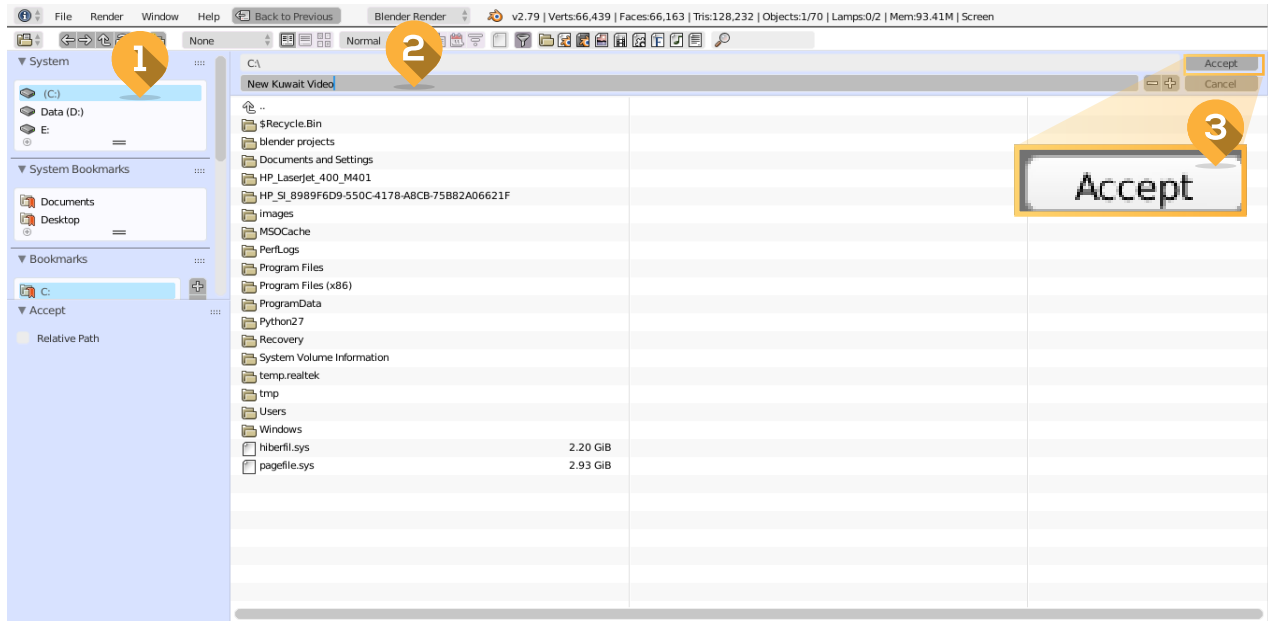 File Render Window Help Back to Previous Blender Render v2.79 | Verts:66,439 | Faces:66,163 | Tris:128,232 | Objects:1/70 | Lamps:0/2 | Mem:93.41M | Screen
None Normal
1
2
3
System
(C:)
Data (D:)
E:
System Bookmarks
Documents
Desktop
Bookmarks
C:
Accept
Relative Path
C:\ Accept
New Kuwait Video Cancel
Accept
..
$Recycle.Bin
blender projects
Documents and Settings
HP_LaserJet_400_M401
HP_SI_8989F6D9-550C-4178-A8CB-75B82A06621F
images
MSOCache
PerfLogs
Program Files
Program Files (x86)
ProgramData
Python27
Recovery
System Volume Information
temp.realtek
tmp
Users
Windows
hiberfil.sys 2.20 GiB
pagefile.sys 2.93 GiB